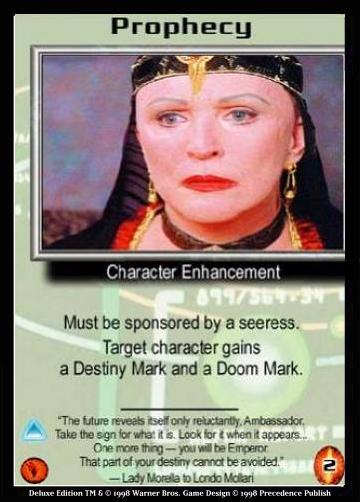 Prophecy
Character Enhancement
Must be sponsored by a seeress.
Target character gains
a Destiny Mark and a Doom Mark.
"The future reveals itself only reluctantly, Ambassador.
Take the sign for what it is. Look for it when it appears...
One more thing — you will be Emperor.
That part of your destiny cannot be avoided."
— Lady Morella to Londo Mollari
2
Deluxe Edition TM & © 1998 Warner Bros. Game Design © 1998 Precedence Publish